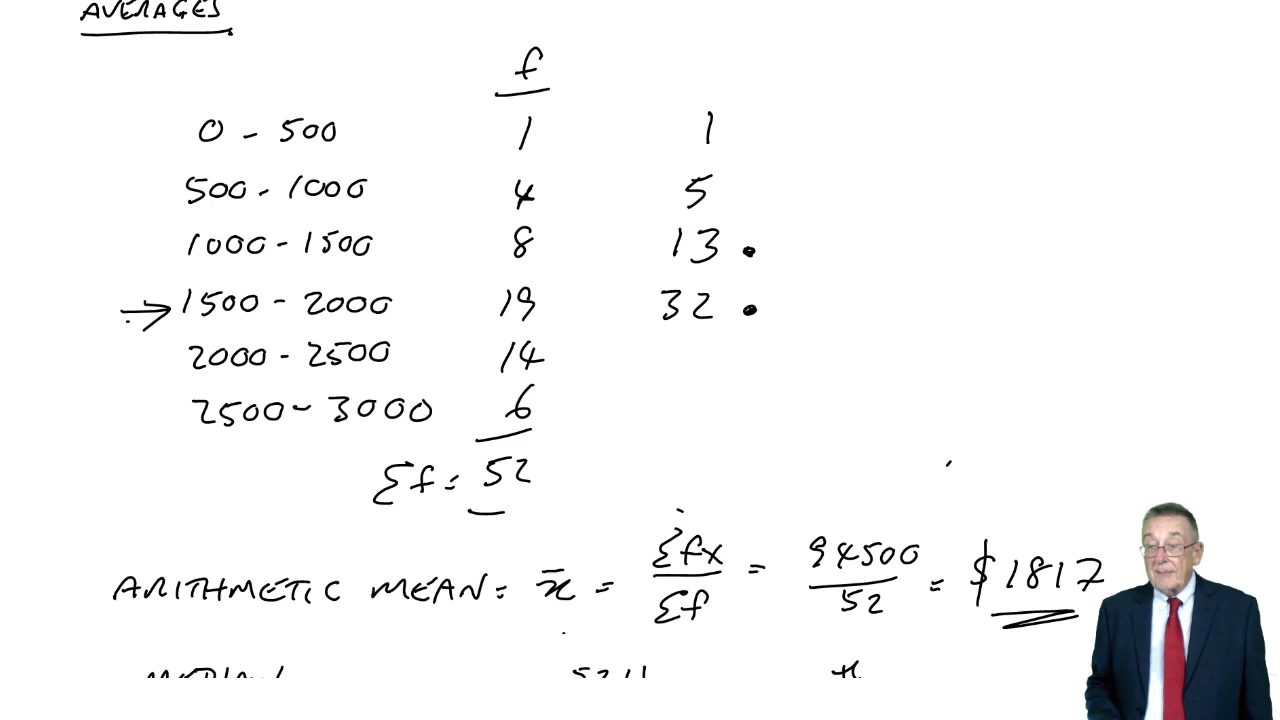 AVERAGES
f
0 - 500 1 1
500 - 1000 4 5
1000 - 1500 8 13 •
→ 1500 - 2000 19 32 •
2000 - 2500 14
2500 - 3000 6
Σf = 52
ARITHMETIC MEAN = x̄ = Σfx/Σf = 94500/52 = $1817